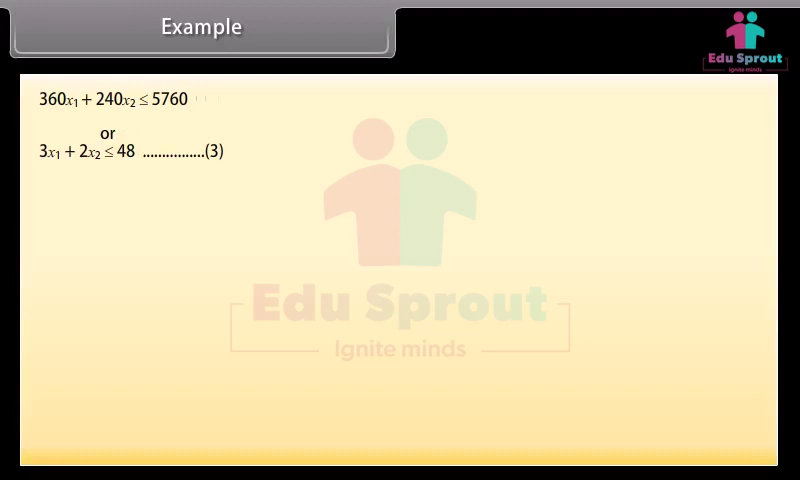 Example
Edu Sprout
Ignite minds
360x₁ + 240x₂ ≤ 5760
or
3x₁ + 2x₂ ≤ 48 ................(3)
Edu Sprout
Ignite minds